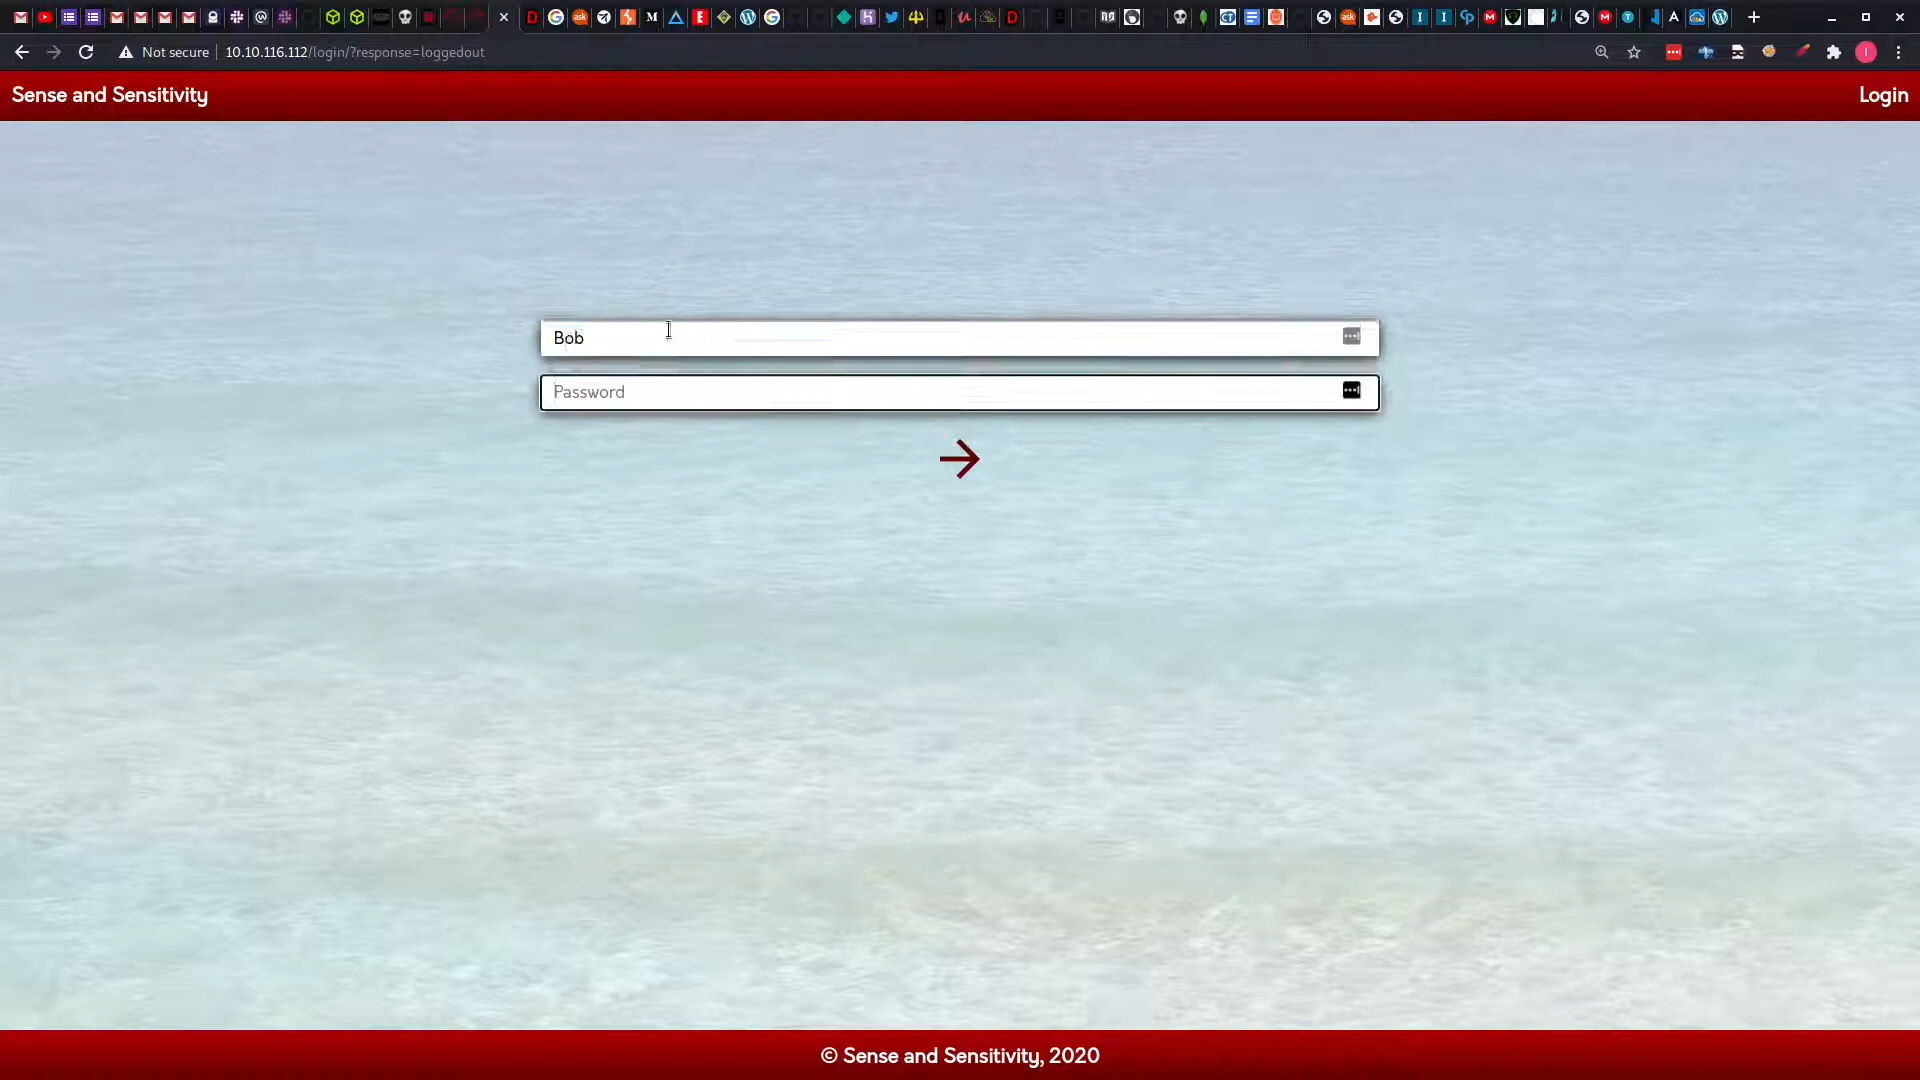 Not secure 10.10.116.112/login/?response=loggedout
Sense and Sensitivity
Login
Bob
Password
© Sense and Sensitivity, 2020